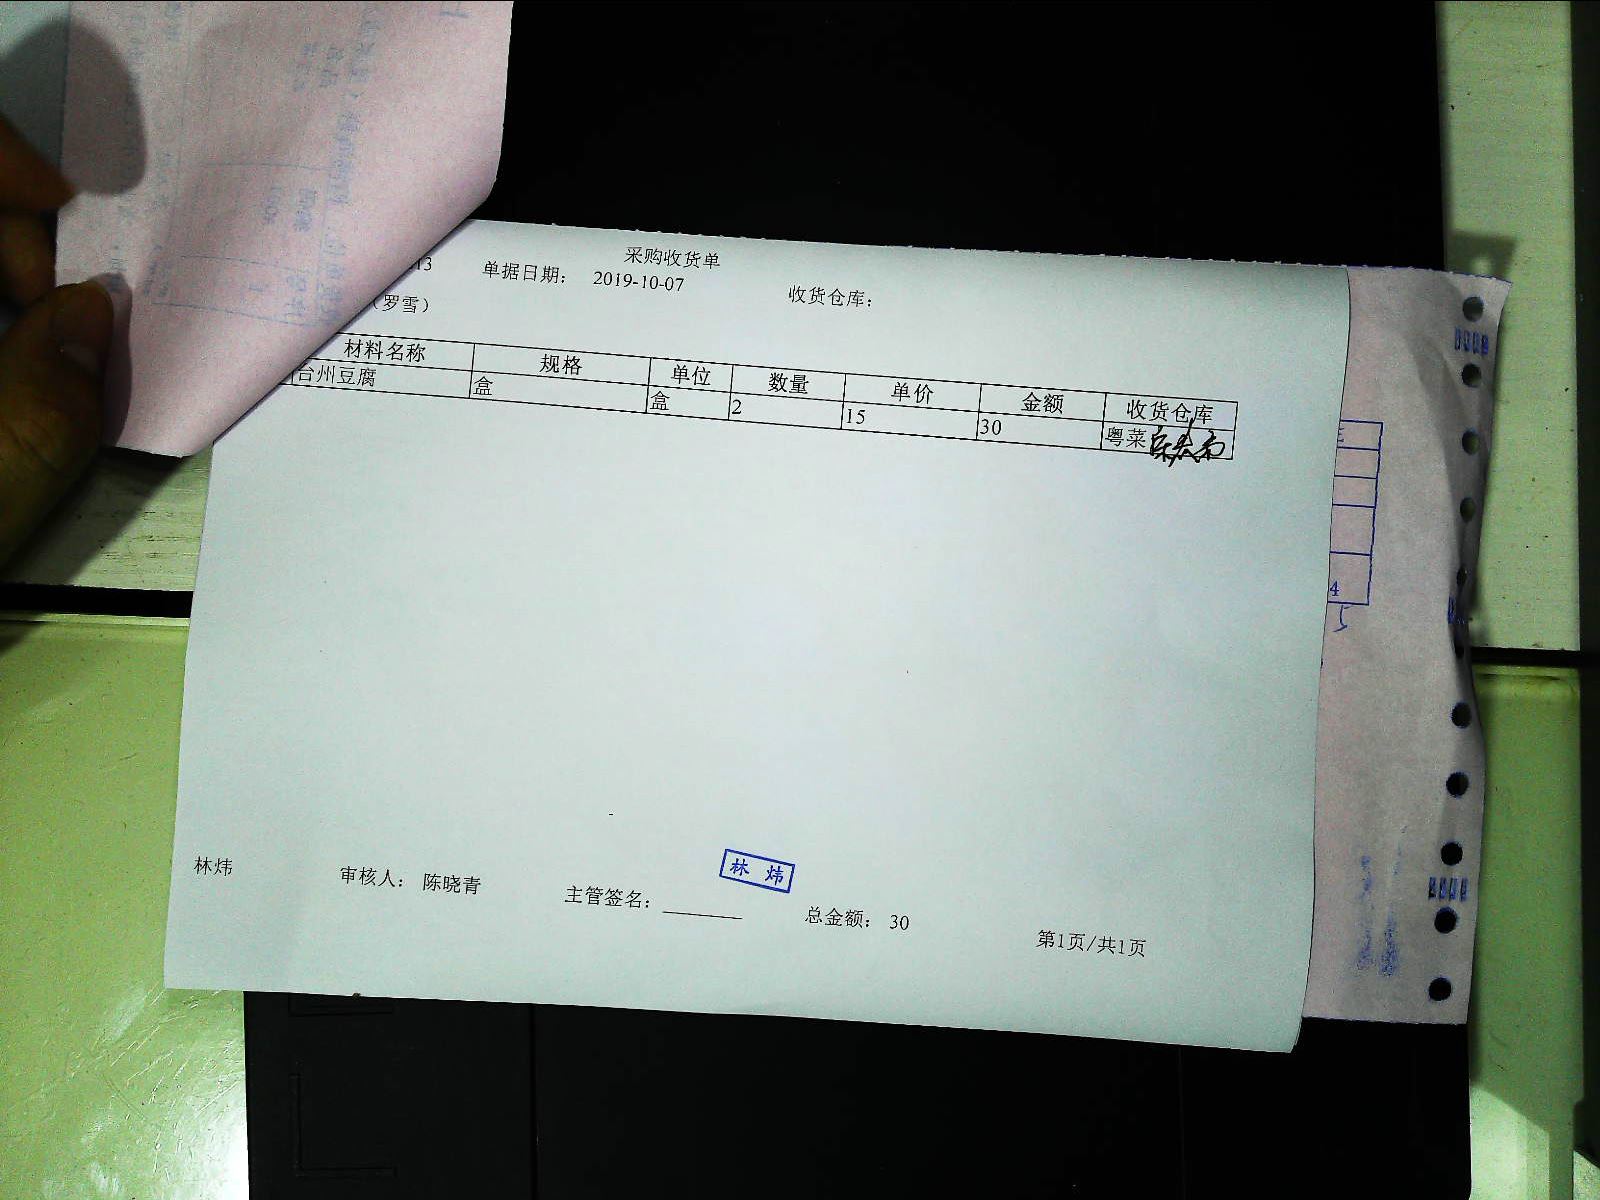 采购收货单
13 单据日期: 2019-10-07 收货仓库:
(罗雪)
材料名称 规格 单位 数量 单价 金额 收货仓库
台州豆腐 盒 盒 2 15 30 粤菜
林炜 审核人: 陈晓青 主管签名: 总金额: 30 第1页/共1页
林 炜
4